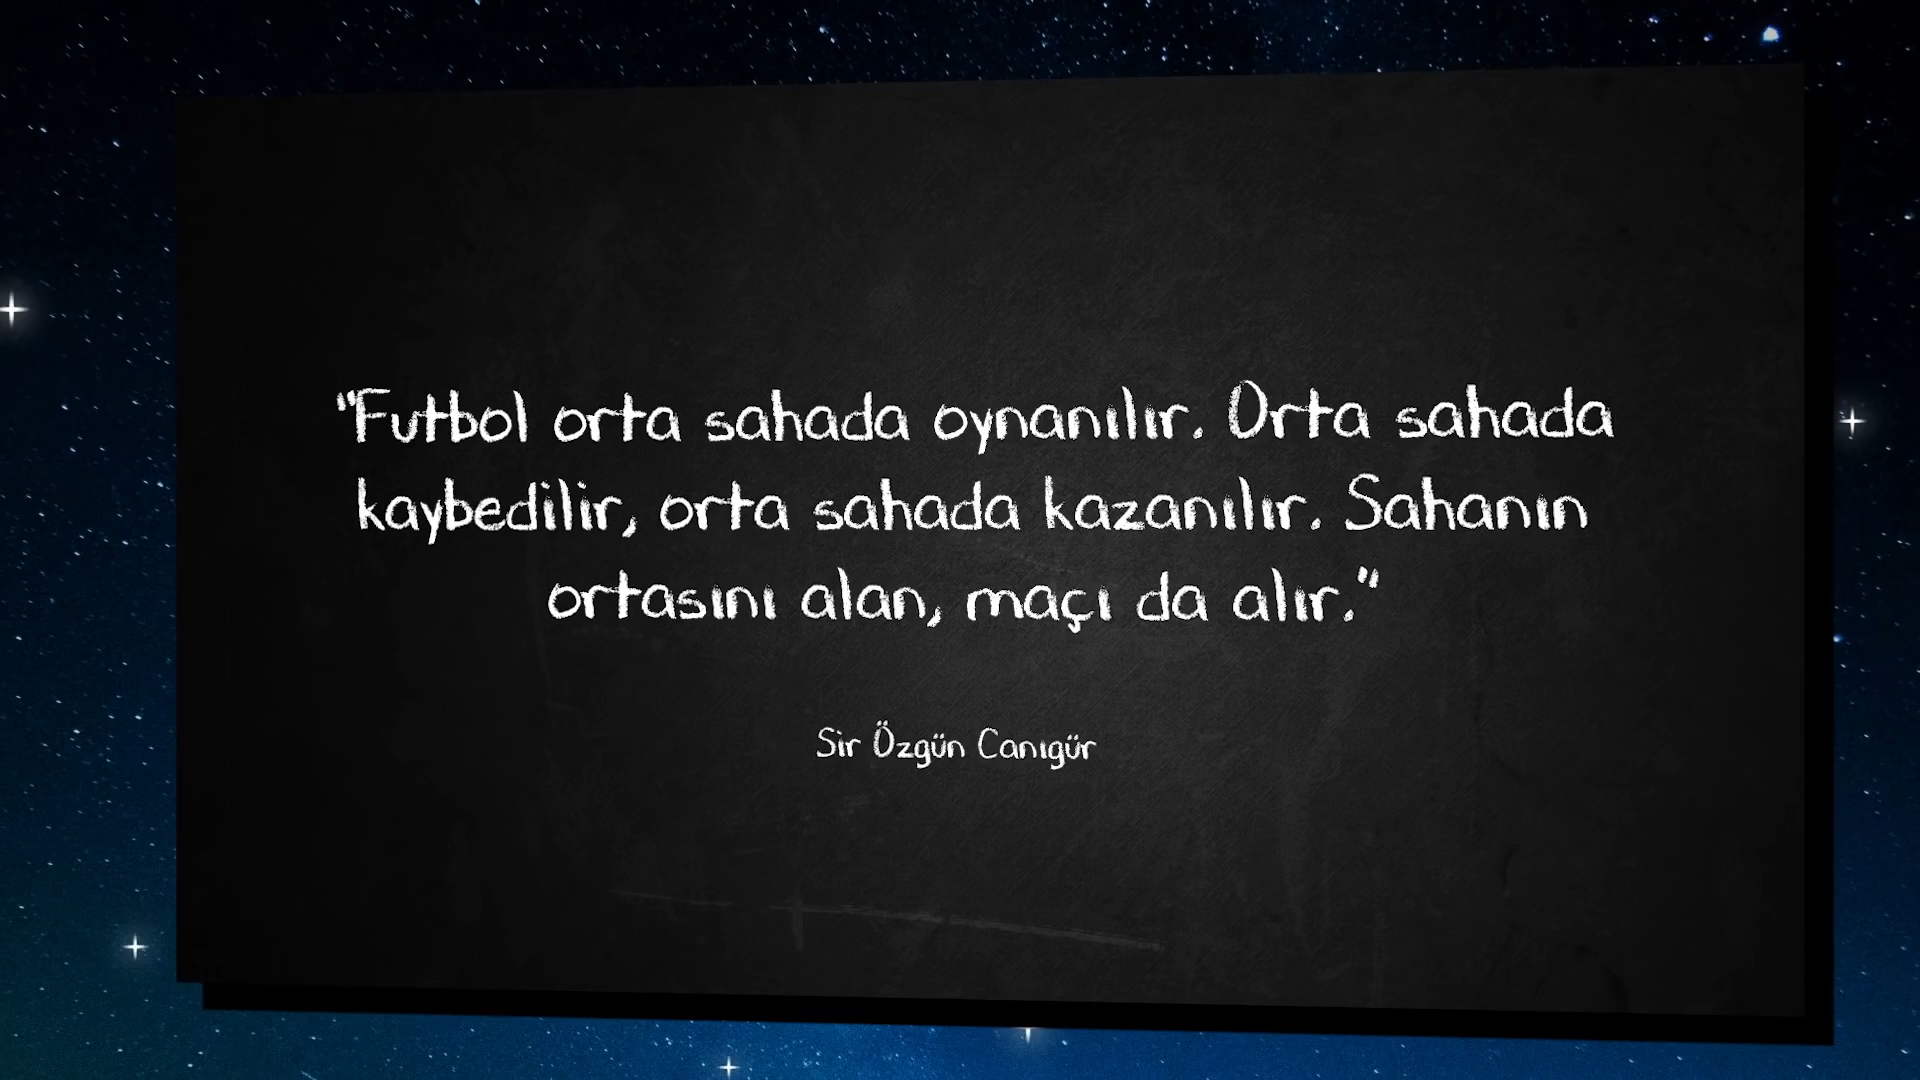 "Futbol orta sahada oynanılır. Orta sahada
kaybedilir, orta sahada kazanılır. Sahanın
ortasını alan, maçı da alır."
Sir Özgün Canıgür